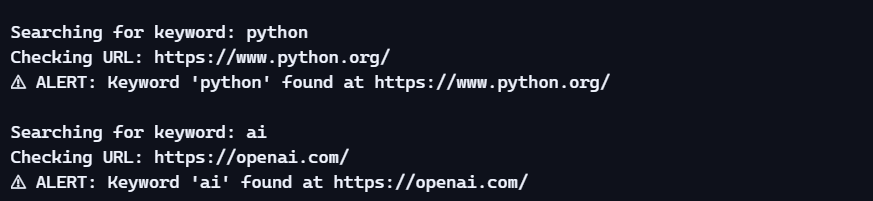 Searching for keyword: python
Checking URL: https://www.python.org/
⚠ ALERT: Keyword 'python' found at https://www.python.org/
Searching for keyword: ai
Checking URL: https://openai.com/
⚠ ALERT: Keyword 'ai' found at https://openai.com/